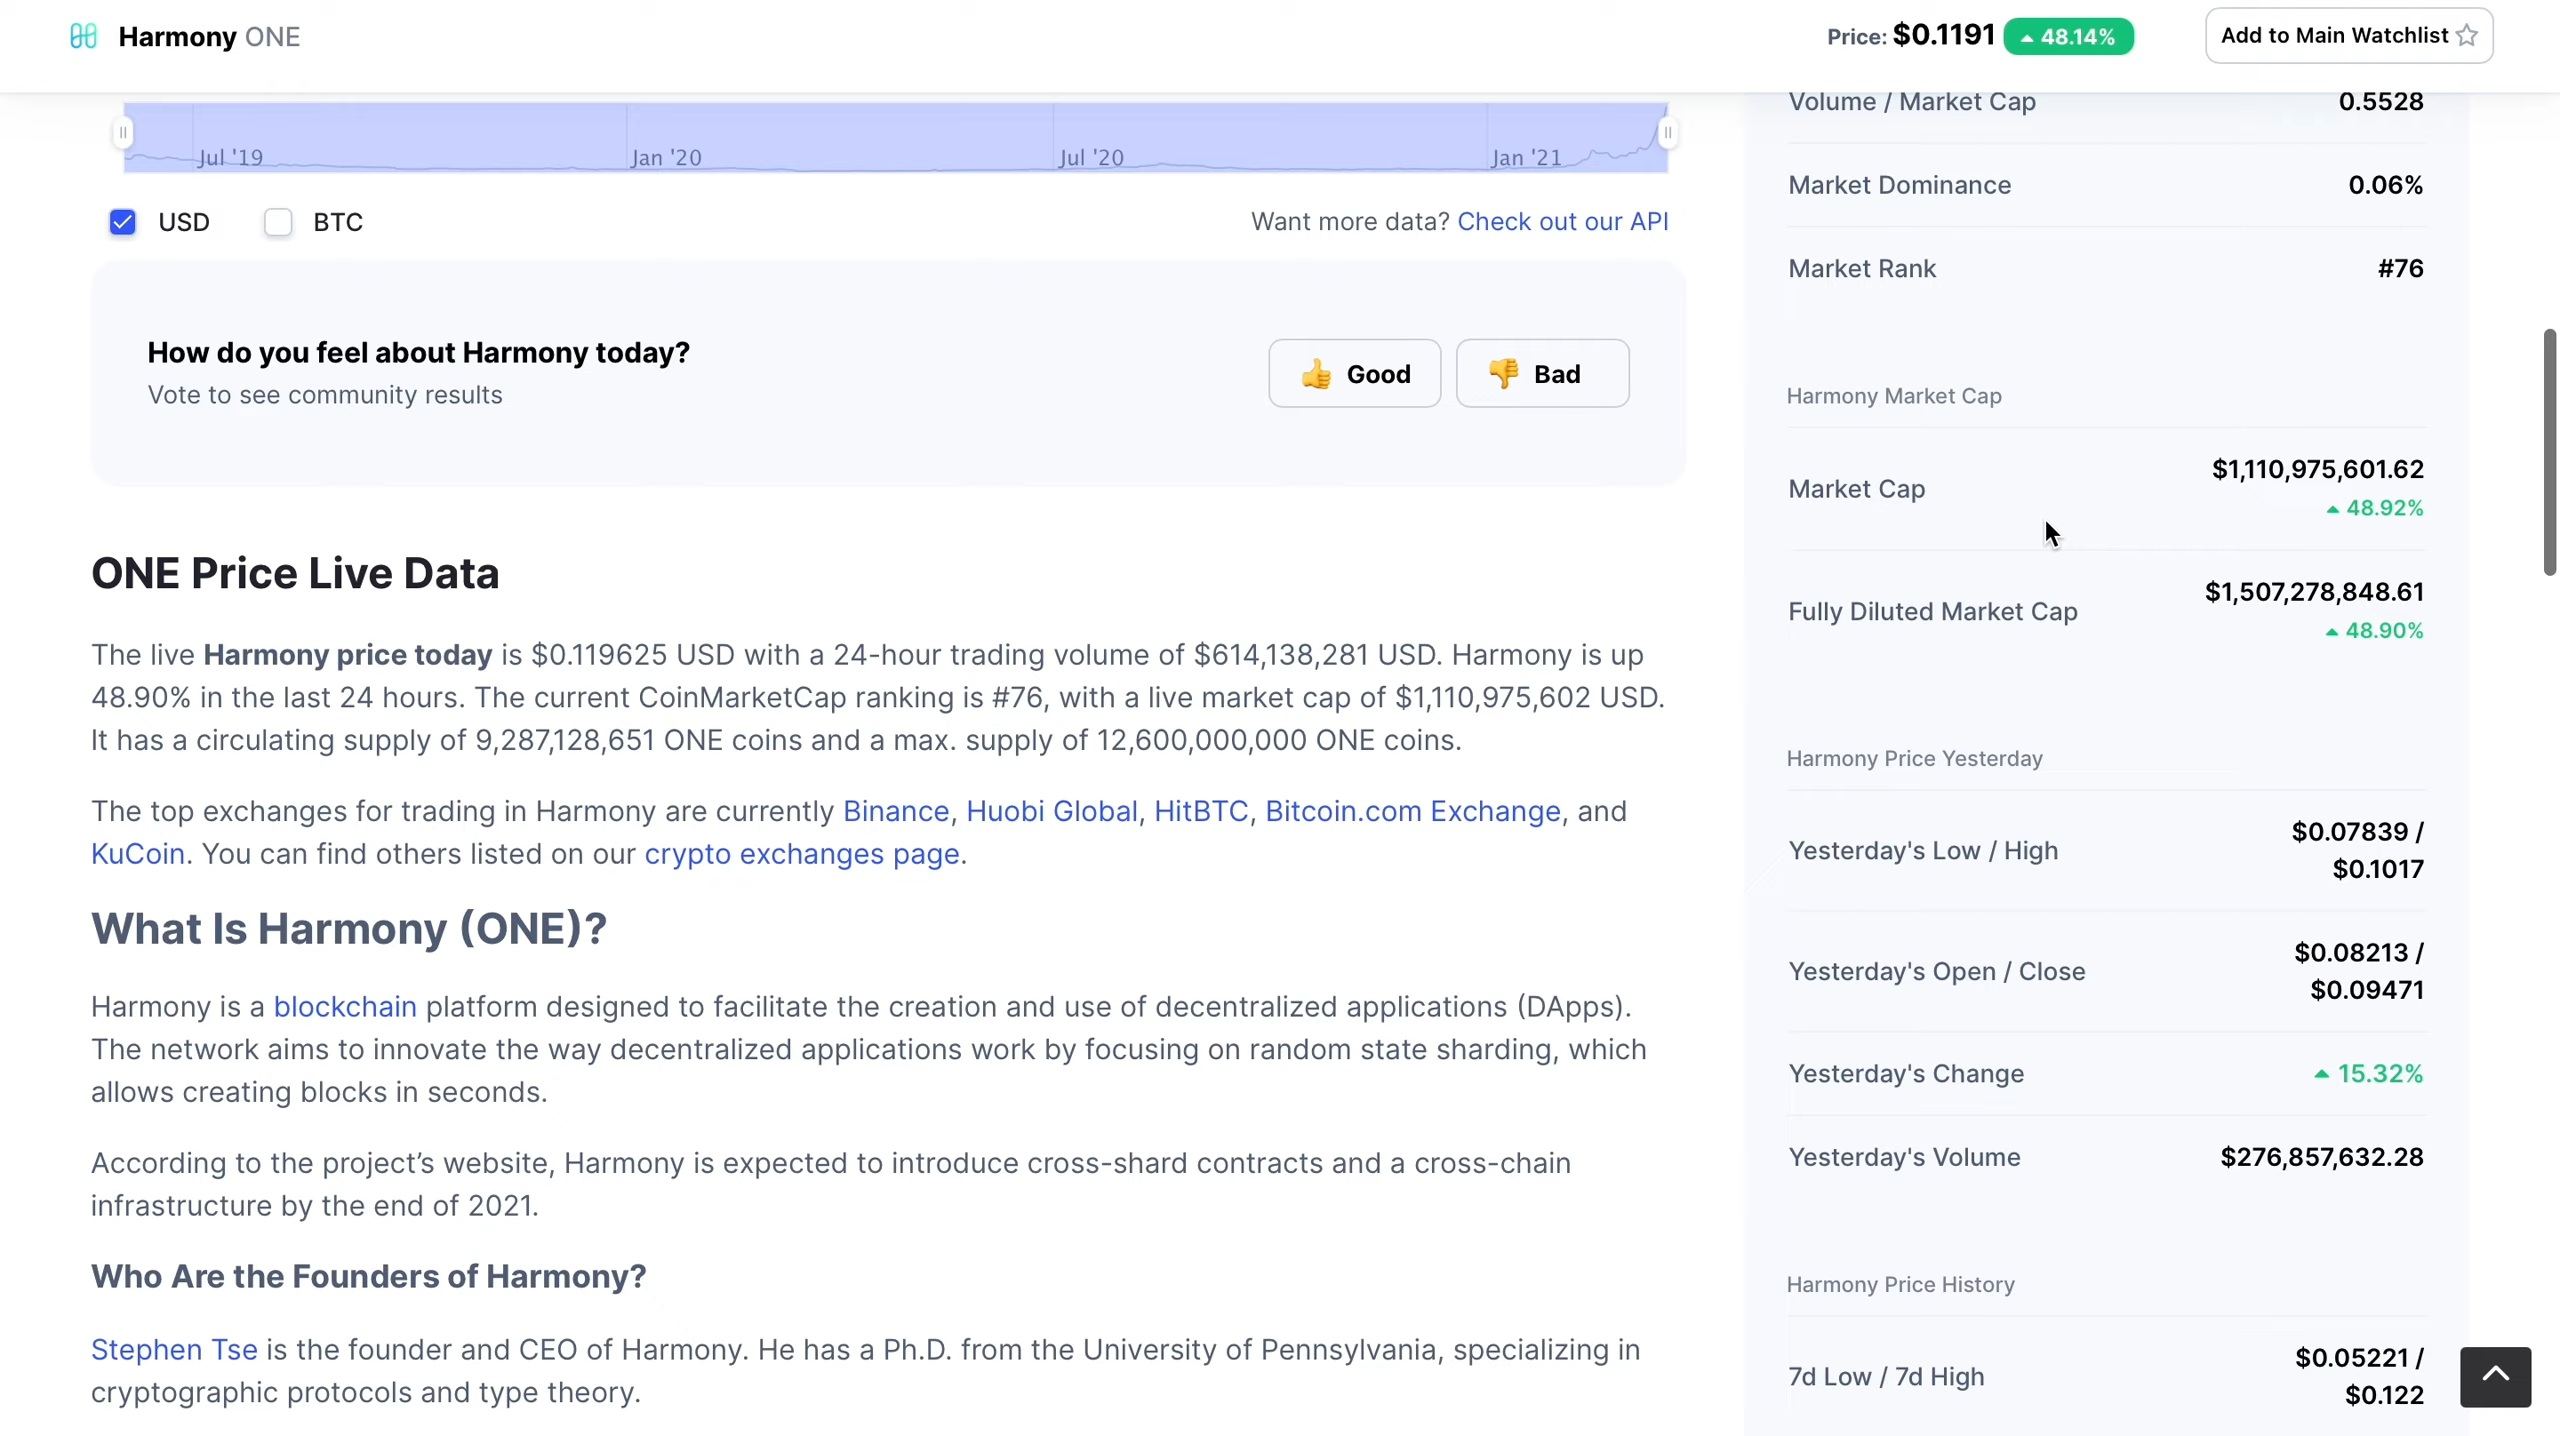 Harmony ONE
Price: $0.1191 48.14%
Add to Main Watchlist
Jul '19
Jan '20
Jul '20
Jan '21
USD
BTC
Want more data? Check out our API
How do you feel about Harmony today?
Vote to see community results
Good
Bad
ONE Price Live Data
The live Harmony price today is $0.119625 USD with a 24-hour trading volume of $614,138,281 USD. Harmony is up
48.90% in the last 24 hours. The current CoinMarketCap ranking is #76, with a live market cap of $1,110,975,602 USD.
It has a circulating supply of 9,287,128,651 ONE coins and a max. supply of 12,600,000,000 ONE coins.
The top exchanges for trading in Harmony are currently Binance, Huobi Global, HitBTC, Bitcoin.com Exchange, and
KuCoin. You can find others listed on our crypto exchanges page.
What Is Harmony (ONE)?
Harmony is a blockchain platform designed to facilitate the creation and use of decentralized applications (DApps).
The network aims to innovate the way decentralized applications work by focusing on random state sharding, which
allows creating blocks in seconds.
According to the project’s website, Harmony is expected to introduce cross-shard contracts and a cross-chain
infrastructure by the end of 2021.
Who Are the Founders of Harmony?
Stephen Tse is the founder and CEO of Harmony. He has a Ph.D. from the University of Pennsylvania, specializing in
cryptographic protocols and type theory.
Volume / Market Cap
0.5528
Market Dominance
0.06%
Market Rank
#76
Harmony Market Cap
Market Cap
$1,110,975,601.62
48.92%
Fully Diluted Market Cap
$1,507,278,848.61
48.90%
Harmony Price Yesterday
Yesterday's Low / High
$0.07839 /
$0.1017
Yesterday's Open / Close
$0.08213 /
$0.09471
Yesterday's Change
15.32%
Yesterday's Volume
$276,857,632.28
Harmony Price History
7d Low / 7d High
$0.05221 /
$0.122